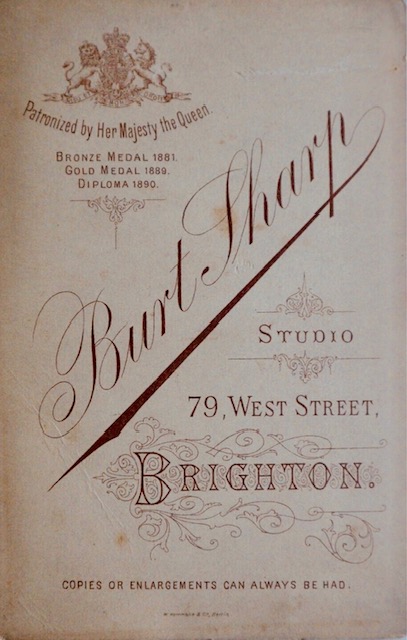 Patronized by Her Majesty the Queen.
BRONZE MEDAL 1881.
GOLD MEDAL 1889.
DIPLOMA 1890.
Burt Sharp
STUDIO
79, WEST STREET,
BRIGHTON.
COPIES OR ENLARGEMENTS CAN ALWAYS BE HAD.